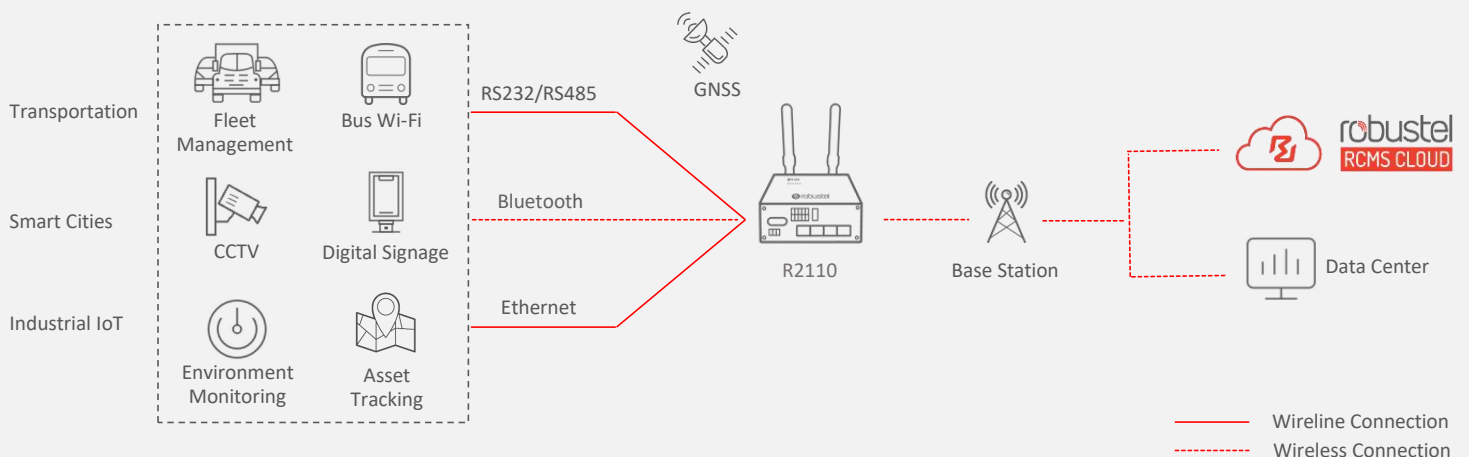 GNSS
RS232/RS485
Transportation
Fleet
Management
Bus Wi-Fi
robustel
RCMS CLOUD
robustel
Bluetooth
Smart Cities
CCTV
Digital Signage
R2110
Base Station
Data Center
Ethernet
Industrial IoT
Environment
Monitoring
Asset
Tracking
Wireline Connection
Wireless Connection